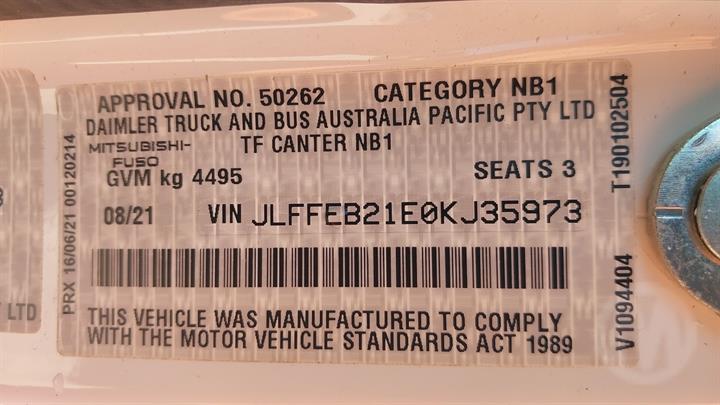 APPROVAL NO. 50262 CATEGORY NB1
DAIMLER TRUCK AND BUS AUSTRALIA PACIFIC PTY LTD
MITSUBISHI-FUSO TF CANTER NB1
GVM kg 4495 SEATS 3
08/21 VIN JLFFEB21E0KJ35973
THIS VEHICLE WAS MANUFACTURED TO COMPLY
WITH THE MOTOR VEHICLE STANDARDS ACT 1989
PRX 16/06/21 00120214
T190102504
V1094404
LTD